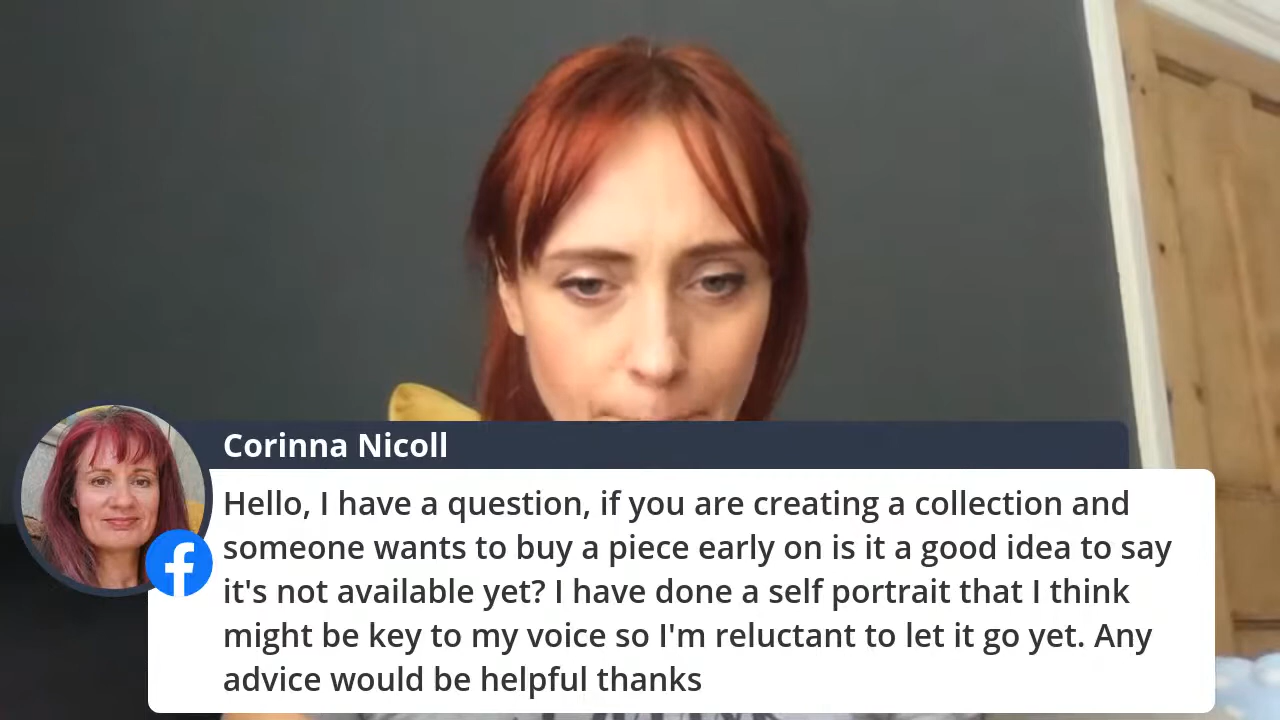 Corinna Nicoll
Hello, I have a question, if you are creating a collection and
someone wants to buy a piece early on is it a good idea to say
it's not available yet? I have done a self portrait that I think
might be key to my voice so I'm reluctant to let it go yet. Any
advice would be helpful thanks